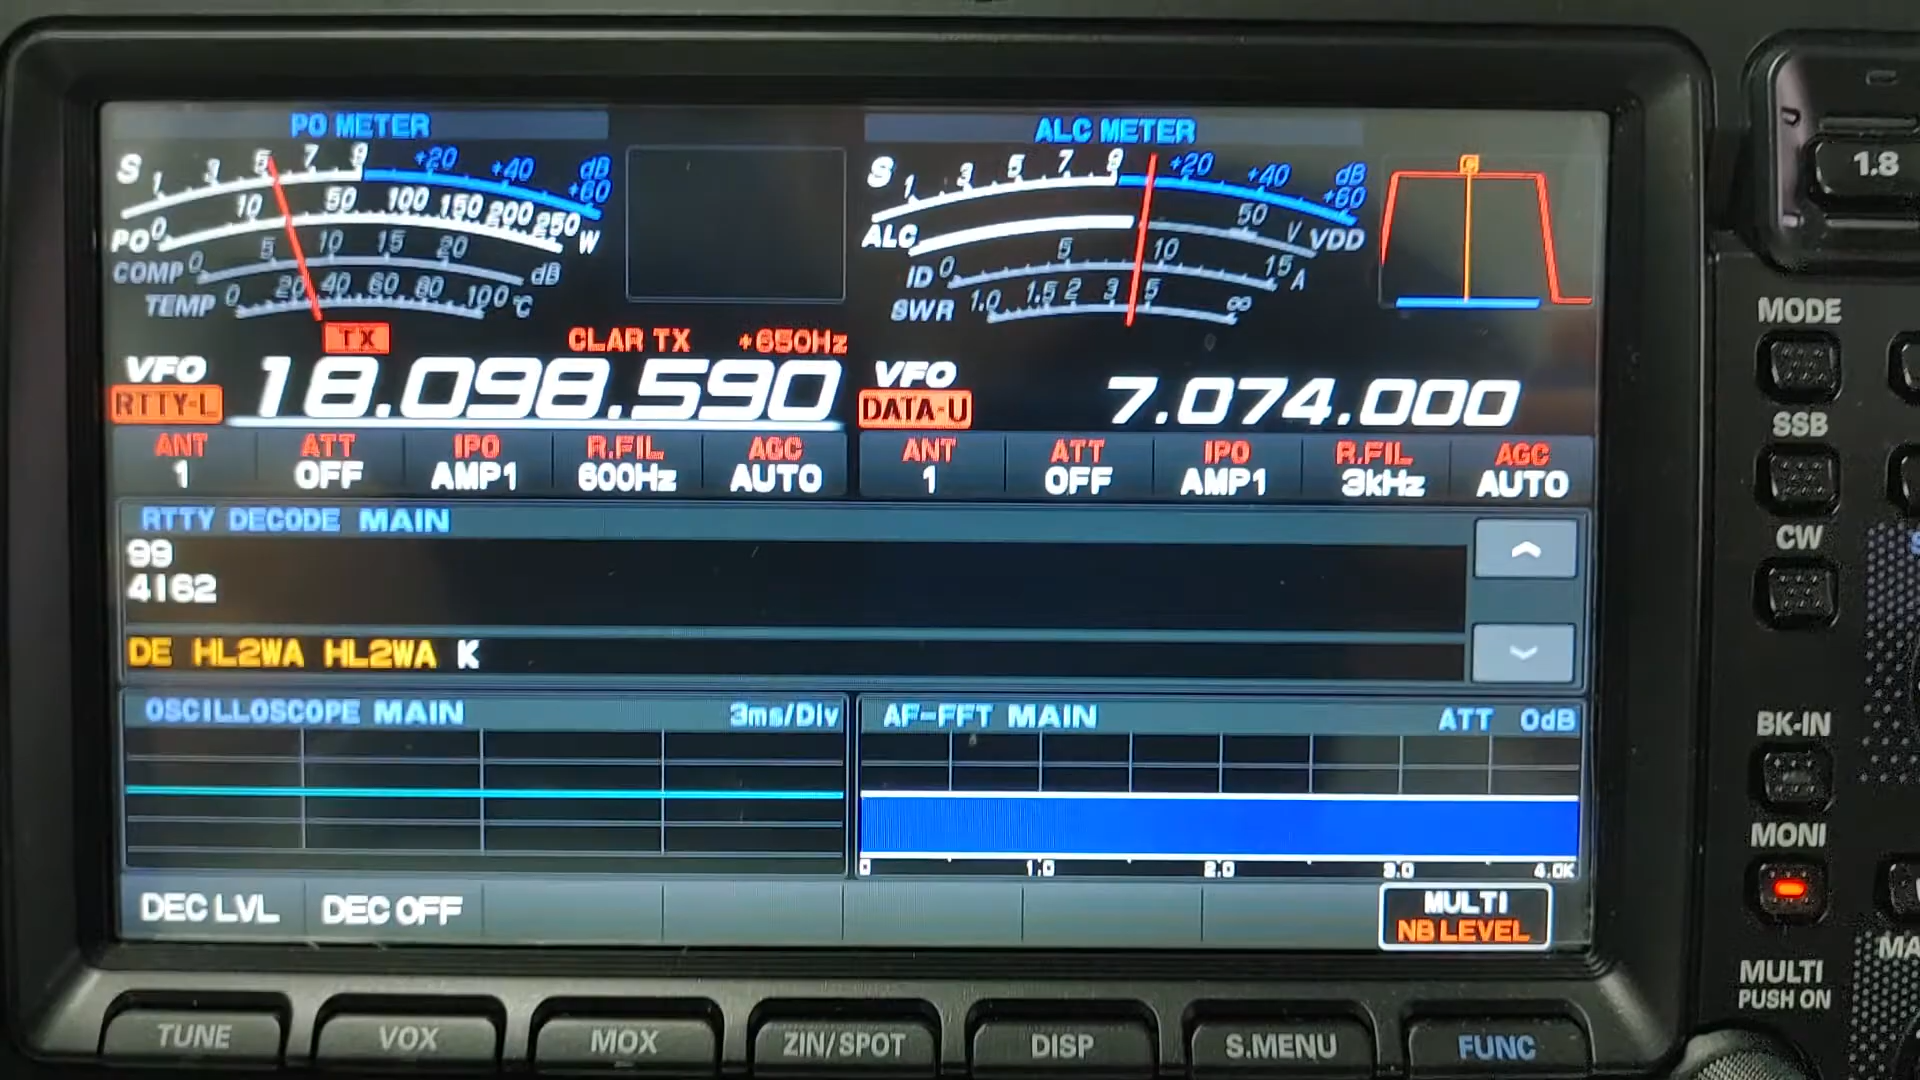 PO METER
S 1 3 5 7 9 +20 +40 +60 dB
PO 0 10 50 100 150 200 250 W
COMP 0 5 10 15 20 dB
TEMP 0 20 40 60 80 100°C
TX CLAR TX +650Hz
VFO
RTTY-L 18.098.590
ANT ATT IPO R.FIL AGC
1 OFF AMP1 600Hz AUTO
ALC METER
S 1 3 5 7 9 +20 +40 +60 dB
ALC 50 V VDD
ID 0 5 10 15 A
SWR 1.0 1.5 2 3 5 ∞
C
VFO
DATA-U 7.074.000
ANT ATT IPO R.FIL AGC
1 OFF AMP1 3kHz AUTO
RTTY DECODE MAIN
99
4162
DE HL2WA HL2WA K
OSCILLOSCOPE MAIN 3ms/Div
AF-FFT MAIN ATT 0dB
0 1.0 2.0 3.0 4.0K
DEC LVL DEC OFF
MULTI
NB LEVEL
TUNE VOX MOX ZIN/SPOT DISP S.MENU FUNC
1.8
MODE
SSB
CW
BK-IN
MONI
MULTI
PUSH ON